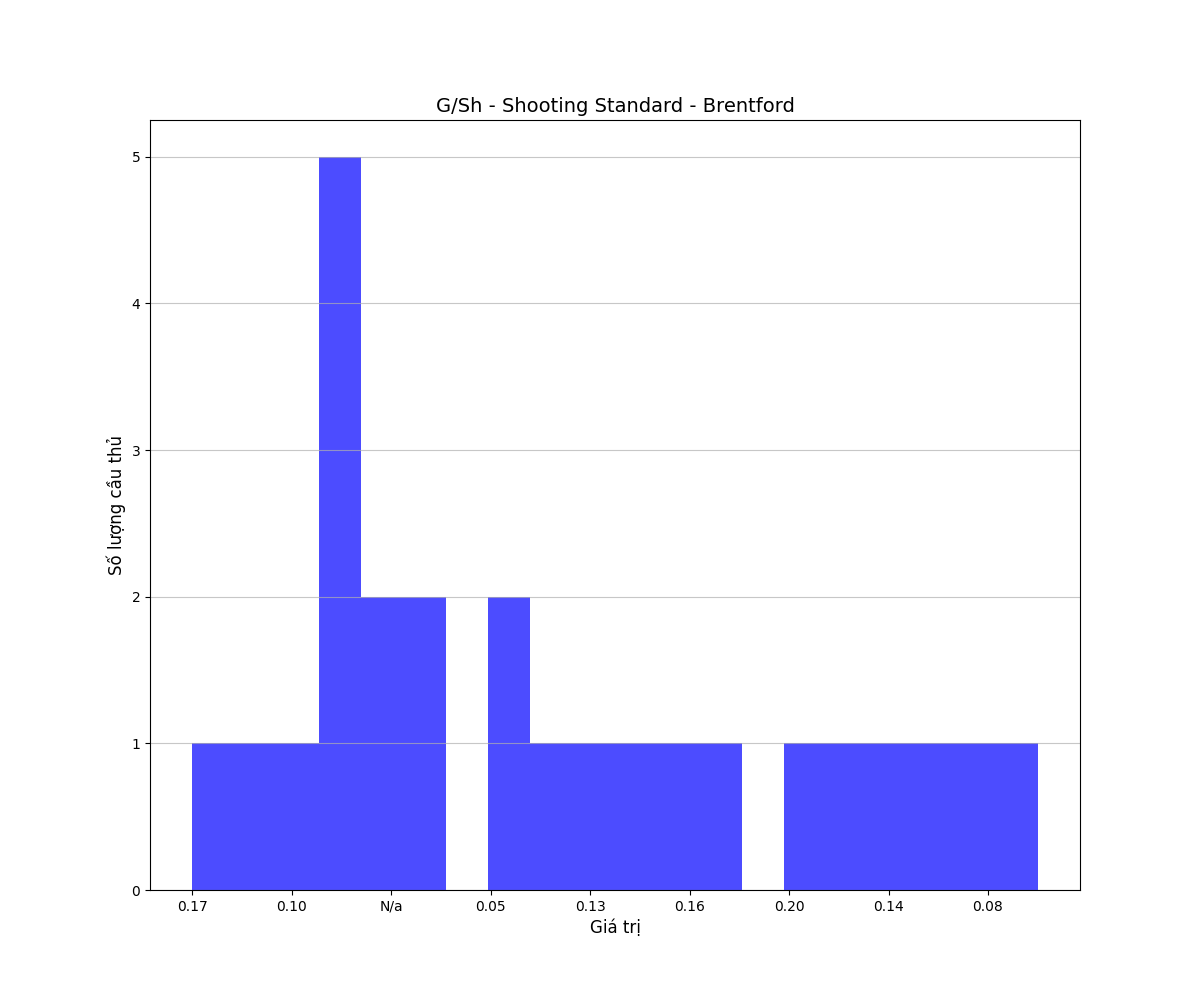 G/Sh - Shooting Standard - Brentford
Số lượng cầu thủ
5
4
3
2
1
0
0.17 0.10 N/a 0.05 0.13 0.16 0.20 0.14 0.08
Giá trị